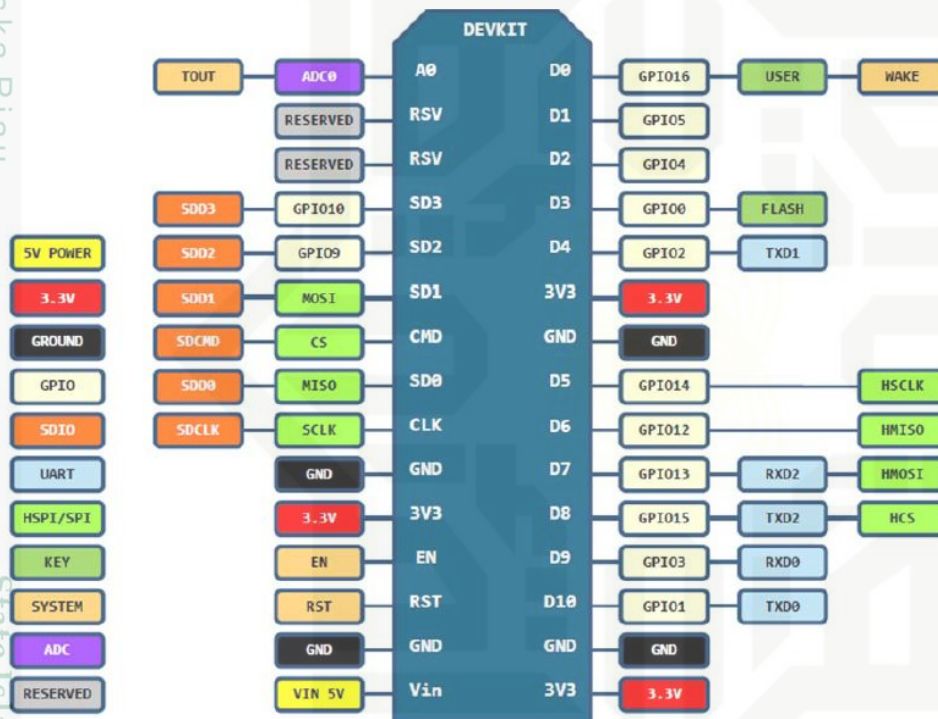 DEVKIT
TOUT ADC0 A0 D0 GPIO16 USER WAKE
RESERVED RSV D1 GPIO5
RESERVED RSV D2 GPIO4
SDD3 GPIO10 SD3 D3 GPIO0 FLASH
5V POWER SDD2 GPIO9 SD2 D4 GPIO2 TXD1
3.3V SDD1 MOSI SD1 3V3 3.3V
GROUND SDCMD CS CMD GND GND
GPIO SDD0 MISO SD0 D5 GPIO14 HSCLK
SDIO SDCLK SCLK CLK D6 GPIO12 HMISO
UART GND GND D7 GPIO13 RXD2 HMOSI
HSPI/SPI 3.3V 3V3 D8 GPIO15 TXD2 HCS
KEY EN EN D9 GPIO3 RXD0
SYSTEM RST RST D10 GPIO1 TXD0
ADC GND GND GND GND
RESERVED VIN 5V Vin 3V3 3.3V